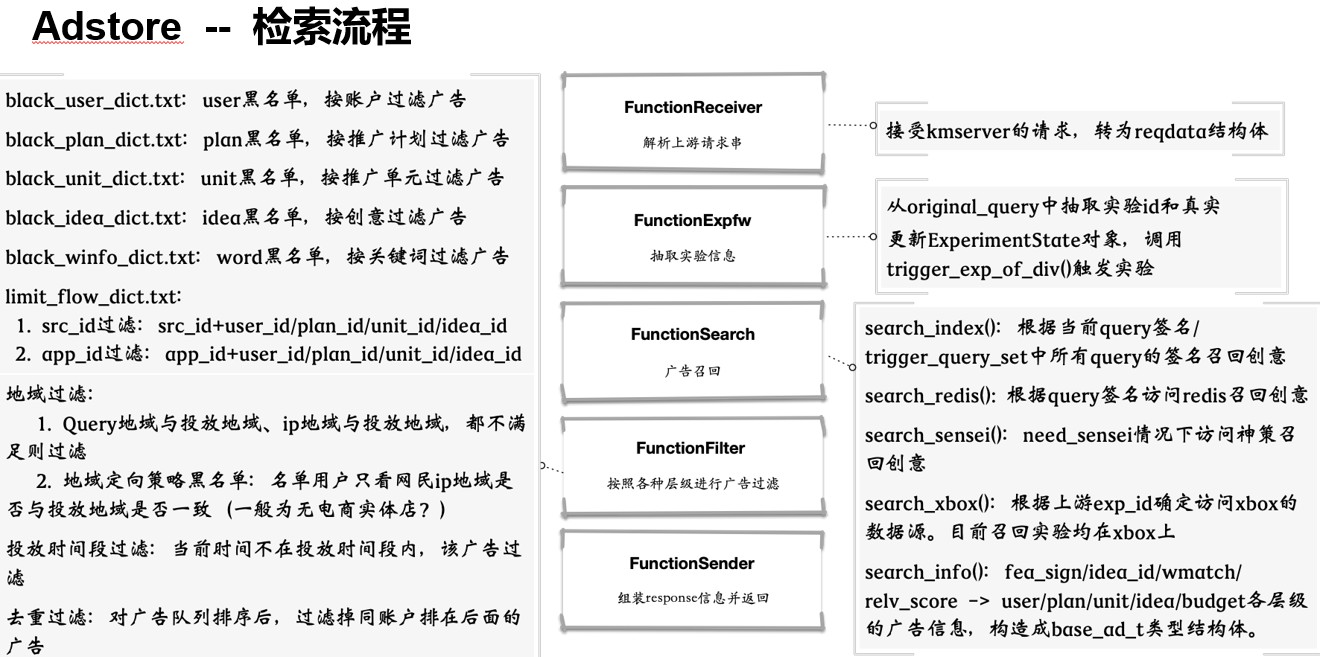 Adstore -- 检索流程
black_user_dict.txt: user黑名单，按账户过滤广告
black_plan_dict.txt: plan黑名单，按推广计划过滤广告
black_unit_dict.txt: unit黑名单，按推广单元过滤广告
black_idea_dict.txt: idea黑名单，按创意过滤广告
black_winfo_dict.txt: word黑名单，按关键词过滤广告
limit_flow_dict.txt:
1. src_id过滤: src_id+user_id/plan_id/unit_id/idea_id
2. app_id过滤: app_id+user_id/plan_id/unit_id/idea_id
地域过滤:
1. Query地域与投放地域、ip地域与投放地域，都不满
足则过滤
2. 地域定向策略黑名单: 名单用户只看网民ip地域是
否与投放地域是否一致（一般为无电商实体店？）
投放时间段过滤: 当前时间不在投放时间段内，该广告过
滤
去重过滤: 对广告队列排序后，过滤掉同账户排在后面的
广告
FunctionReceiver
解析上游请求串
FunctionExpfw
抽取实验信息
FunctionSearch
广告召回
FunctionFilter
按照各种层级进行广告过滤
FunctionSender
组装response信息并返回
接受kmserver的请求，转为reqdata结构体
从original_query中抽取实验id和真实
更新ExperimentState对象，调用
trigger_exp_of_div()触发实验
search_index(): 根据当前query签名/
trigger_query_set中所有query的签名召回创意
search_redis(): 根据query签名访问redis召回创意
search_sensei(): need_sensei情况下访问神策召
回创意
search_xbox(): 根据上游exp_id确定访问xbox的
数据源。目前召回实验均在xbox上
search_info(): fea_sign/idea_id/wmatch/
relv_score -> user/plan/unit/idea/budget各层级
的广告信息，构造成base_ad_t类型结构体。